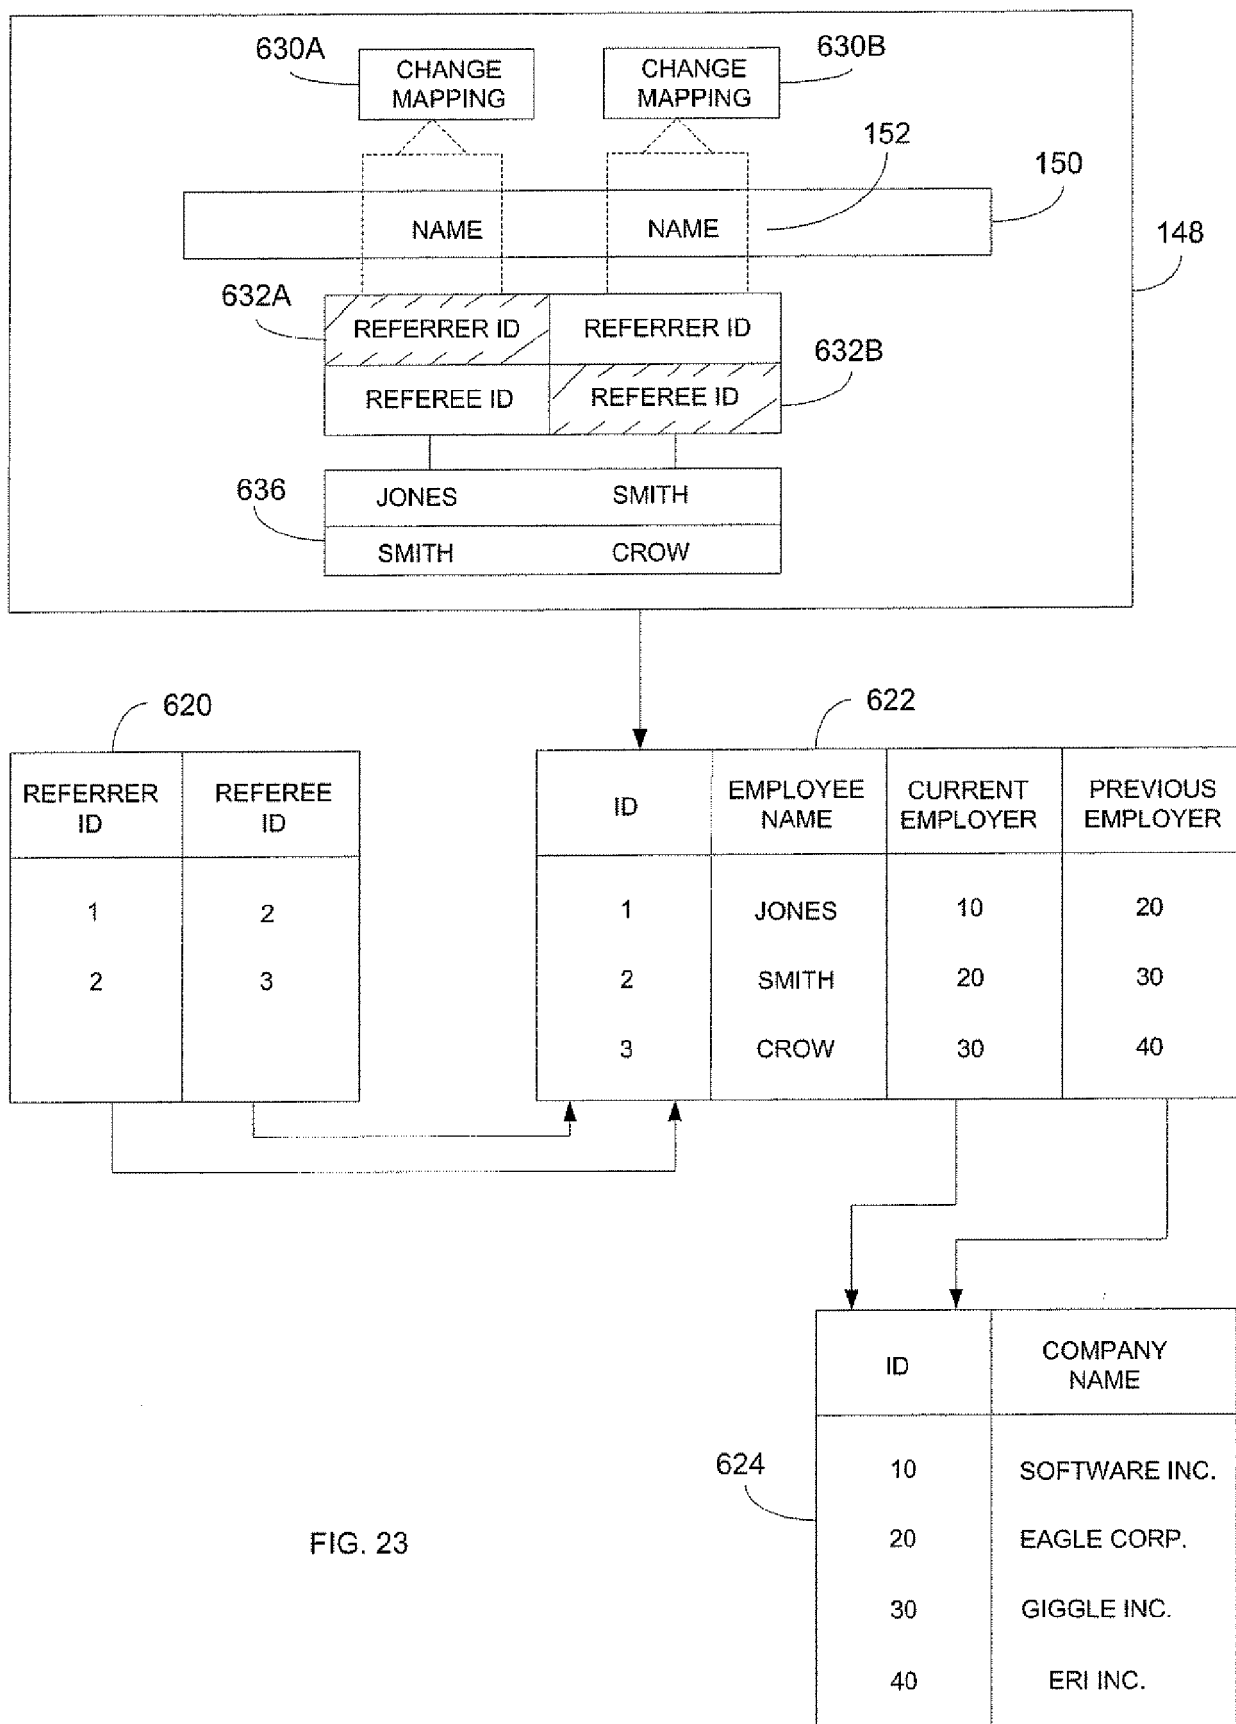 630A
CHANGE
MAPPING
630B
CHANGE
MAPPING
152
150
148
NAME NAME
632A
REFERRER ID REFERRER ID
632B
REFEREE ID REFEREE ID
636
JONES SMITH
SMITH CROW
620
622
REFERRER
ID
REFEREE
ID
1 2
2 3
ID
EMPLOYEE
NAME
CURRENT
EMPLOYER
PREVIOUS
EMPLOYER
1 JONES 10 20
2 SMITH 20 30
3 CROW 30 40
624
ID
COMPANY
NAME
10 SOFTWARE INC.
20 EAGLE CORP.
30 GIGGLE INC.
40 ERI INC.
FIG. 23